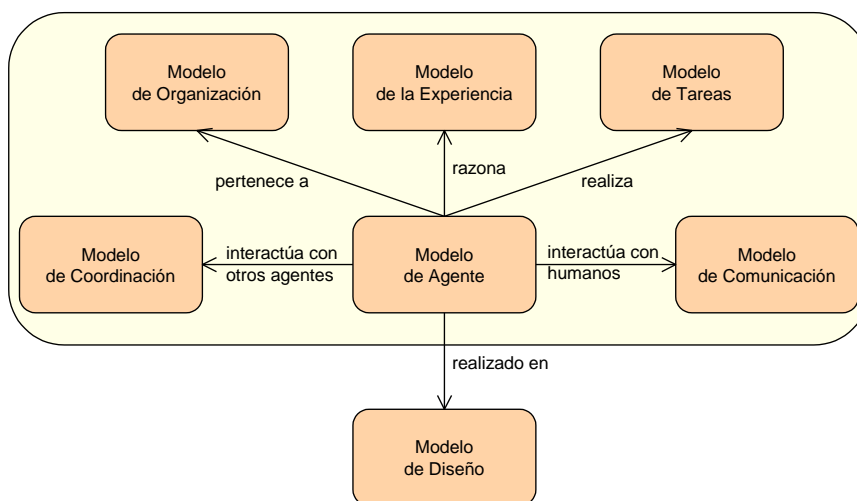 Modelo
de Organización
Modelo
de la Experiencia
Modelo
de Tareas
pertenece a
razona
realiza
Modelo
de Coordinación
interactúa con
otros agentes
Modelo
de Agente
interactúa con
humanos
Modelo
de Comunicación
realizado en
Modelo
de Diseño